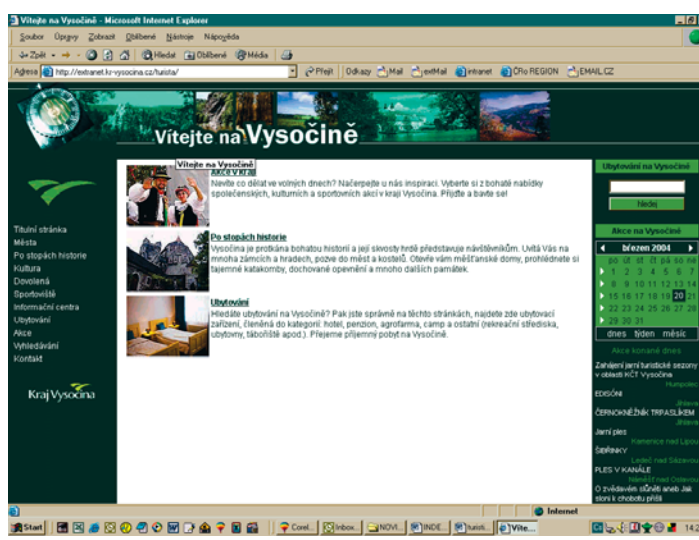 Vítejte na Vysočině - Microsoft Internet Explorer
Soubor Úpravy Zobrazit Oblíbené Nástroje Nápověda
Zpět Hledat Oblíbené Média
Adresa http://extranet.kr-vysocina.cz/turista/ Přejít Odkazy Mail extMail intranet ČRo REGION EMAIL.CZ
Vítejte na Vysočině
Vítejte na Vysočině
Titulní stránka
Města
Po stopách historie
Kultura
Dovolená
Sportoviště
Informační centra
Ubytování
Akce
Vyhledávání
Kontakt
Kraj Vysočina
Akce v kraji
Nevíte co dělat ve volných dnech? Načerpejte u nás inspiraci. Vyberte si z bohaté nabídky
společenských, kulturních a sportovních akcí v kraji Vysočina. Přijďte a bavte se!
Po stopách historie
Vysočina je protkána bohatou historií a její skvosty hrdě představuje návštěvníkům. Uvítá Vás na
mnoha zámcích a hradech, pozve do měst a kostelů. Otevře vám měšťanské domy, prohlédnete si
tajemné katakomby, dochované opevnění a mnoho dalších památek.
Ubytování
Hledáte ubytování na Vysočině? Pak jste správně na těchto stránkách, najdete zde ubytovací
zařízení, členěná do kategorií: hotel, penzion, agrofarma, camp a ostatní (rekreační střediska,
ubytovny, tábořiště apod.). Přejeme příjemný pobyt na Vysočině.
Ubytování na Vysočině
hledej
Akce na Vysočině
březen 2004
po út st čt pá so ne
1 2 3 4 5 6 7
8 9 10 11 12 13 14
15 16 17 18 19 20 21
22 23 24 25 26 27 28
29 30 31
dnes týden měsíc
Akce konané dnes
Zahájení jarní turistické sezony
v oblasti KČT Vysočina
Humpolec
EDISÓNI
Jihlava
ČERNOKNĚŽNÍK TRPASLÍKEM
Jihlava
Jarní ples
Kamenice nad Lipou
ŠIBŘINKY
Ledeč nad Sázavou
PLES V KANÁLE
Náměšť nad Oslavou
O zvědavém slůněti aneb Jak
sloni k chobotu přišli
Internet
Start Corel... Inbox... NOVI... INDE... turisti... Víte... 14:2